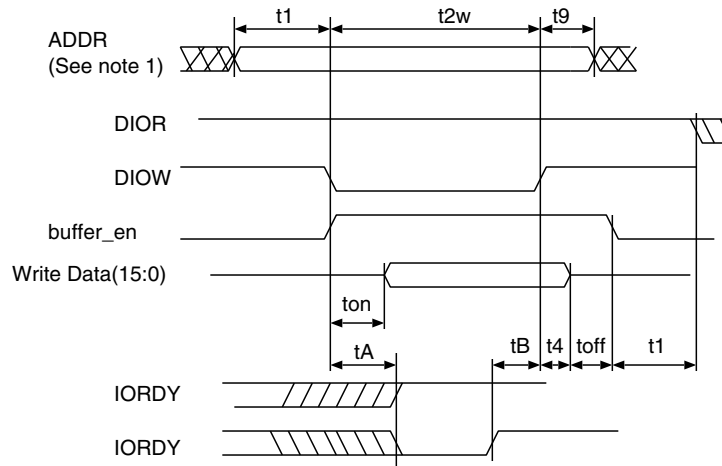 t1 t2w t9
ADDR
(See note 1)
DIOR
DIOW
buffer_en
Write Data(15:0)
ton
tA tB t4 toff t1
IORDY
IORDY